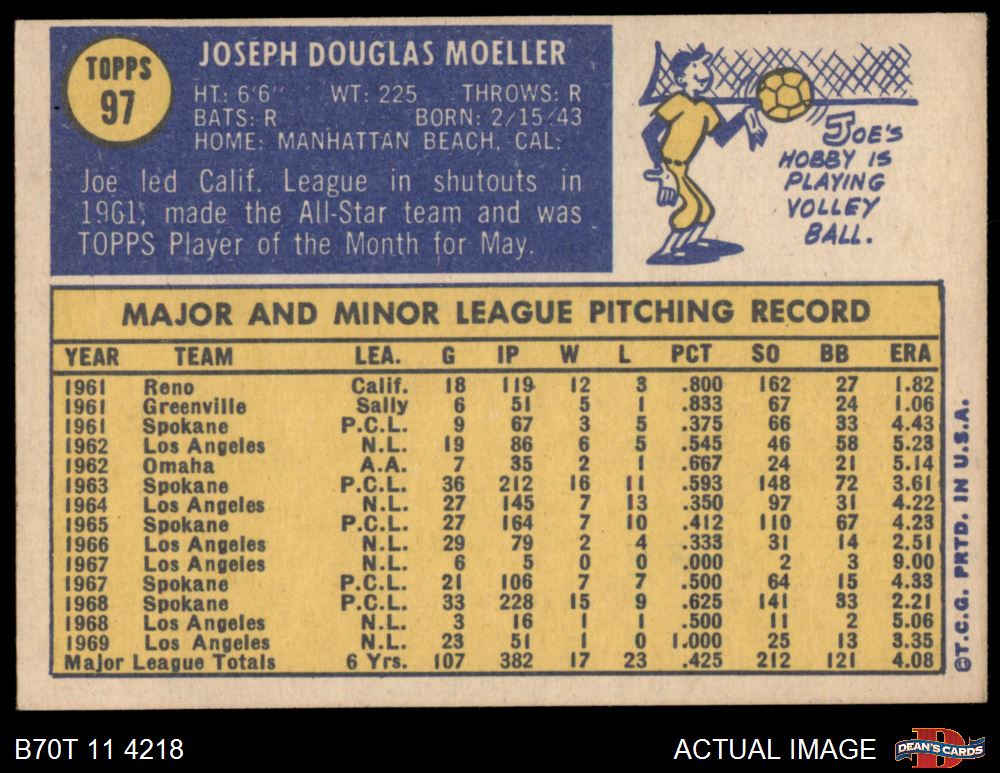 TOPPS
97
JOSEPH DOUGLAS MOELLER
HT: 6'6" WT: 225 THROWS: R
BATS: R BORN: 2/15/43
HOME: MANHATTAN BEACH, CAL.
Joe led Calif. League in shutouts in
1961, made the All-Star team and was
TOPPS Player of the Month for May.
JOE'S
HOBBY IS
PLAYING
VOLLEY
BALL.
MAJOR AND MINOR LEAGUE PITCHING RECORD
YEAR TEAM LEA. G IP W L PCT SO BB ERA
1961 Reno Calif. 18 119 12 3 .800 162 27 1.82
1961 Greenville Sally 6 51 5 1 .833 67 24 1.06
1961 Spokane P.C.L. 9 67 3 5 .375 66 33 4.43
1962 Los Angeles N.L. 19 86 6 5 .545 46 58 5.23
1962 Omaha A.A. 7 35 2 1 .667 24 21 5.14
1963 Spokane P.C.L. 36 212 16 11 .593 148 72 3.61
1964 Los Angeles N.L. 27 145 7 13 .350 97 31 4.22
1965 Spokane P.C.L. 27 164 7 10 .412 110 67 4.23
1966 Los Angeles N.L. 29 79 2 4 .333 31 14 2.51
1967 Los Angeles N.L. 6 5 0 0 .000 2 3 9.00
1967 Spokane P.C.L. 21 106 7 7 .500 64 15 4.33
1968 Spokane P.C.L. 33 228 15 9 .625 141 33 2.21
1968 Los Angeles N.L. 3 16 1 1 .500 11 2 5.06
1969 Los Angeles N.L. 23 51 1 0 1.000 25 13 3.35
Major League Totals 6 Yrs. 107 382 17 23 .425 212 121 4.08
©T.C.G. PRTD. IN U.S.A.
B70T 11 4218
ACTUAL IMAGE
D
DEAN'S CARDS